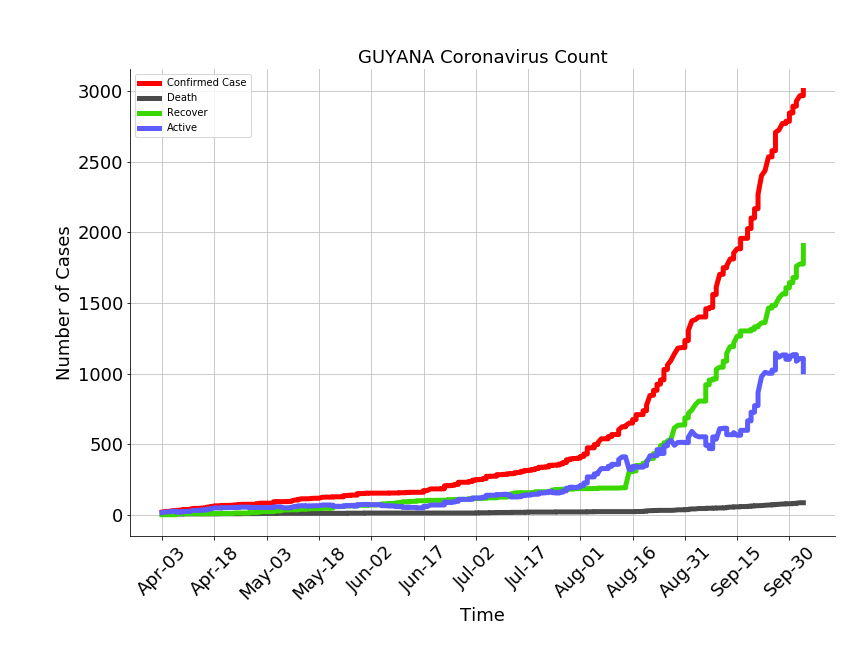 GUYANA Coronavirus Count
Confirmed Case
Death
Recover
Active
3000
2500
2000
1500
1000
500
0
Number of Cases
Apr-03
Apr-18
May-03
May-18
Jun-02
Jun-17
Jul-02
Jul-17
Aug-01
Aug-16
Aug-31
Sep-15
Sep-30
Time